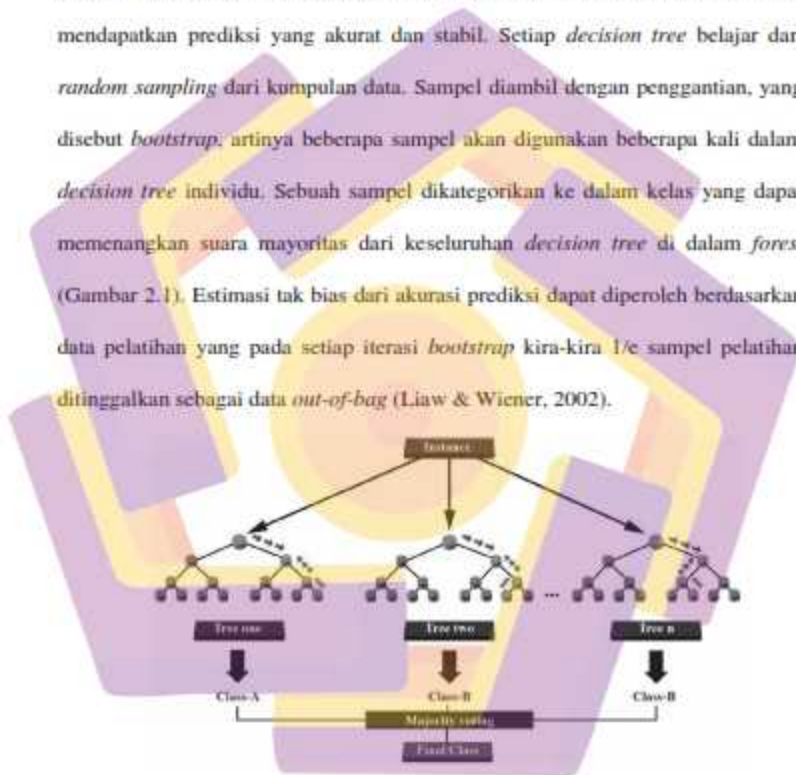 mendapatkan prediksi yang akurat dan stabil. Setiap decision tree belajar dar
random sampling dari kumpulan data. Sampel diambil dengan penggantian, yang
disebut bootstrap, artinya beberapa sampel akan digunakan beberapa kali dalam
decision tree individu. Sebuah sampel dikategorikan ke dalam kelas yang dapa
memenangkan suara mayoritas dari keseluruhan decision tree di dalam fores
(Gambar 2.1). Estimasi tak bias dari akurasi prediksi dapat diperoleh berdasarkan
data pelatihan yang pada setiap iterasi bootstrap kira-kira 1/e sampel pelatihan
ditinggalkan sebagai data out-of-bag (Liaw & Wiener, 2002).
Instance
...
Tree one Tree two Tree n
Class-A Class-B Class-B
Majority voting
Final Class